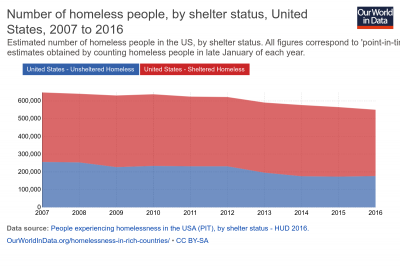 Number of homeless people, by shelter status, United
States, 2007 to 2016
Our World
in Data
Estimated number of homeless people in the US, by shelter status. All figures correspond to 'point-in-ti
estimates obtained by counting homeless people in late January of each year.
United States - Unsheltered Homeless
United States - Sheltered Homeless
600,000
500,000
400,000
300,000
200,000
100,000
0
2007 2008 2009 2010 2011 2012 2013 2014 2015 2016
Data source: People experiencing homelessness in the USA (PIT), by shelter status - HUD 2016.
OurWorldInData.org/homelessness-in-rich-countries/ • CC BY-SA